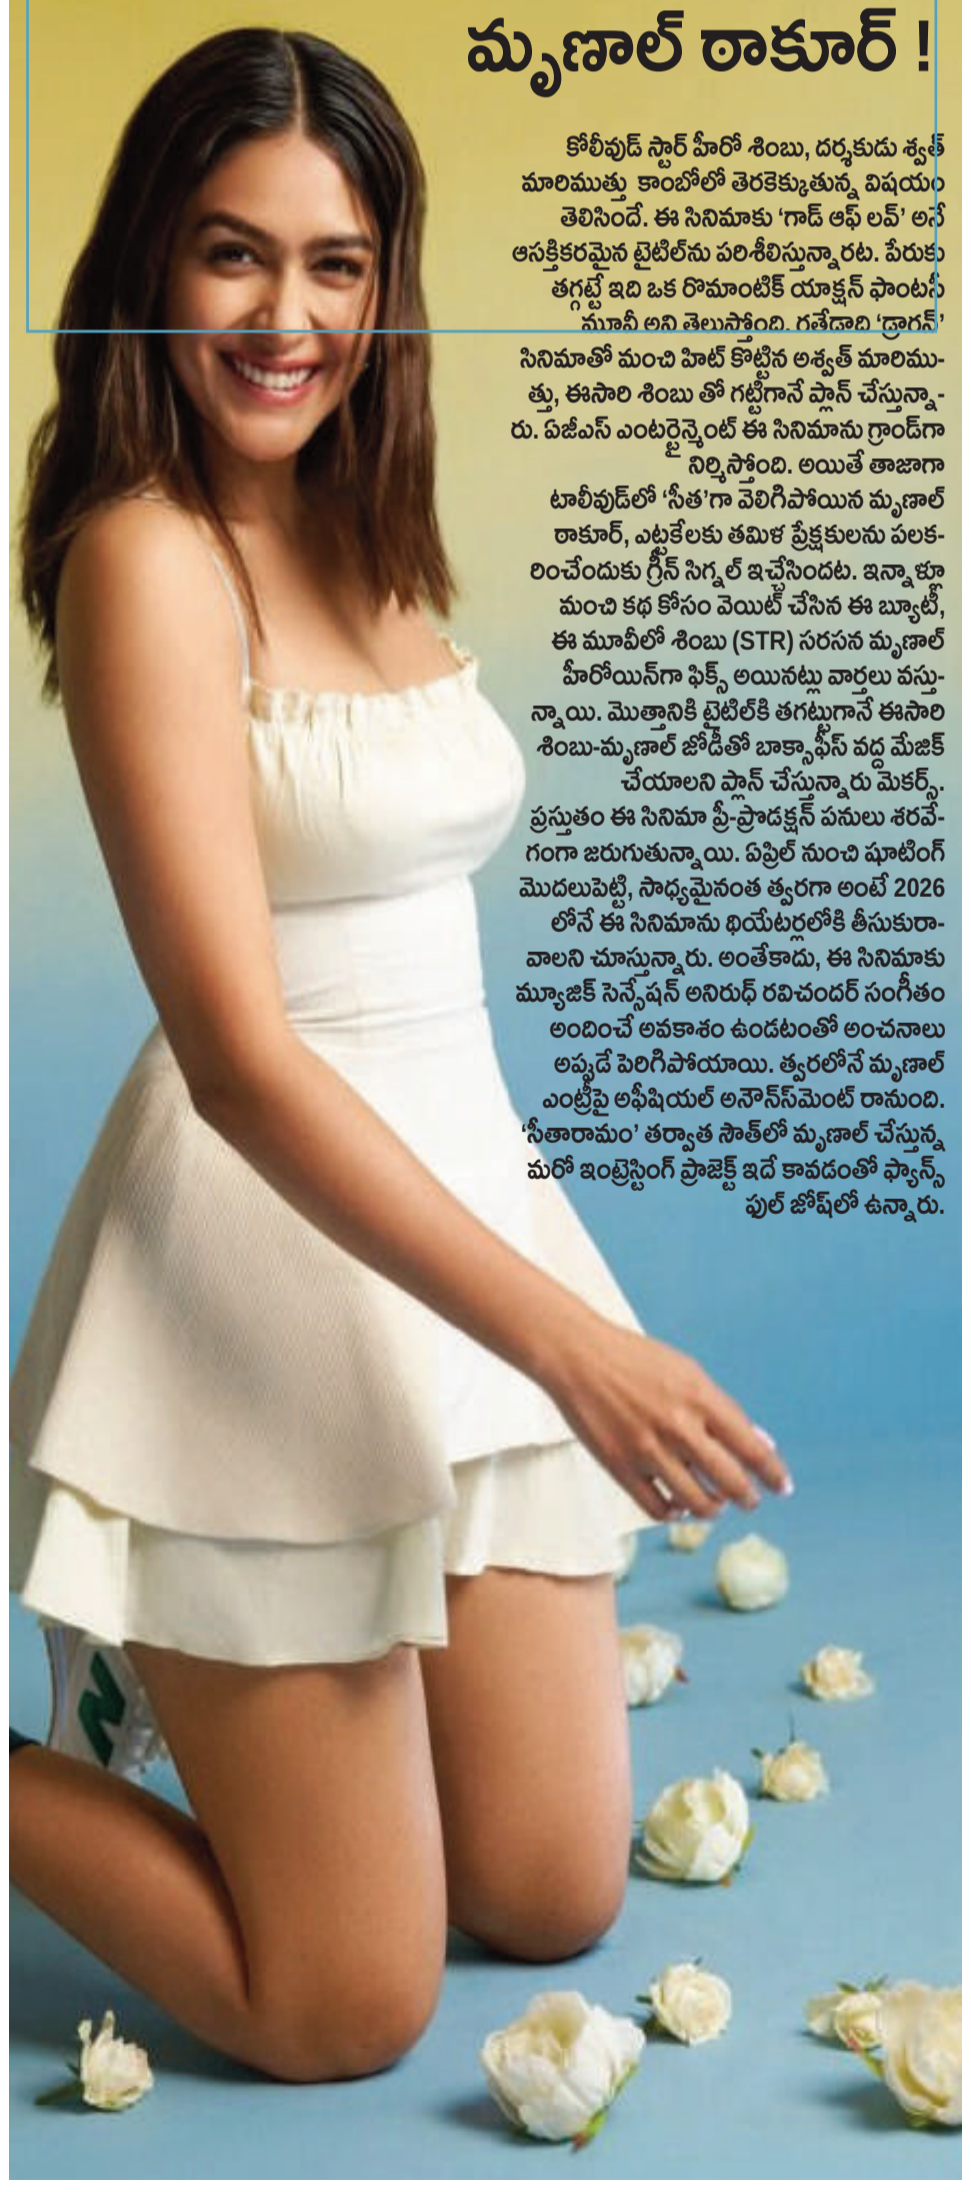 మృణాల్ ఠాకూర్ !
కోలీవుడ్ స్టార్ హీరో శింబు, దర్శకుడు శ్వత్
మారిముత్తు కాంబోలో తెరకెక్కుతున్న విషయం
తెలిసిందే. ఈ సినిమాకు ‘గాడ్ ఆఫ్ లవ్’ అనే
ఆసక్తికరమైన టైటిల్‌ను పరిశీలిస్తున్నారట. పేరుకు
తగ్గట్టే ఇది ఒక రొమాంటిక్ యాక్షన్ ఫాంటసీ
మూవీ అని తెలుస్తోంది. గతేడాది ‘డ్రాగన్’
సినిమాతో మంచి హిట్ కొట్టిన అశ్వత్ మారిము-
త్తు, ఈసారి శింబు తో గట్టిగానే ప్లాన్ చేస్తున్నా-
రు. ఏజీఎస్ ఎంటర్టైన్మెంట్ ఈ సినిమాను గ్రాండ్‌గా
నిర్మిస్తోంది. అయితే తాజాగా
టాలీవుడ్‌లో ‘సీత’గా వెలిగిపోయిన మృణాల్
ఠాకూర్, ఎట్టకేలకు తమిళ ప్రేక్షకులను పలక-
రించేందుకు గ్రీన్ సిగ్నల్ ఇచ్చేసిందట. ఇన్నాళ్లూ
మంచి కథ కోసం వెయిట్ చేసిన ఈ బ్యూటీ,
ఈ మూవీలో శింబు (STR) సరసన మృణాల్
హీరోయిన్‌గా ఫిక్స్ అయినట్లు వార్తలు వస్తు-
న్నాయి. మొత్తానికి టైటిల్‌కి తగట్టుగానే ఈసారి
శింబు-మృణాల్ జోడీతో బాక్సాఫీస్ వద్ద మేజిక్
చేయాలని ప్లాన్ చేస్తున్నారు మెకర్స్.
ప్రస్తుతం ఈ సినిమా ప్రీ-ప్రొడక్షన్ పనులు శరవే-
గంగా జరుగుతున్నాయి. ఏప్రిల్ నుంచి షూటింగ్
మొదలుపెట్టి, సాధ్యమైనంత త్వరగా అంటే 2026
లోనే ఈ సినిమాను థియేటర్లలోకి తీసుకురా-
వాలని చూస్తున్నారు. అంతేకాదు, ఈ సినిమాకు
మ్యూజిక్ సెన్సేషన్ అనిరుధ్ రవిచందర్ సంగీతం
అందించే అవకాశం ఉండటంతో అంచనాలు
అప్పుడే పెరిగిపోయాయి. త్వరలోనే మృణాల్
ఎంట్రీపై అఫీషియల్ అనౌన్స్‌మెంట్ రానుంది.
‘సీతారామం’ తర్వాత సౌత్‌లో మృణాల్ చేస్తున్న
మరో ఇంట్రెస్టింగ్ ప్రాజెక్ట్ ఇదే కావడంతో ఫ్యాన్స్
ఫుల్ జోష్‌లో ఉన్నారు.
N